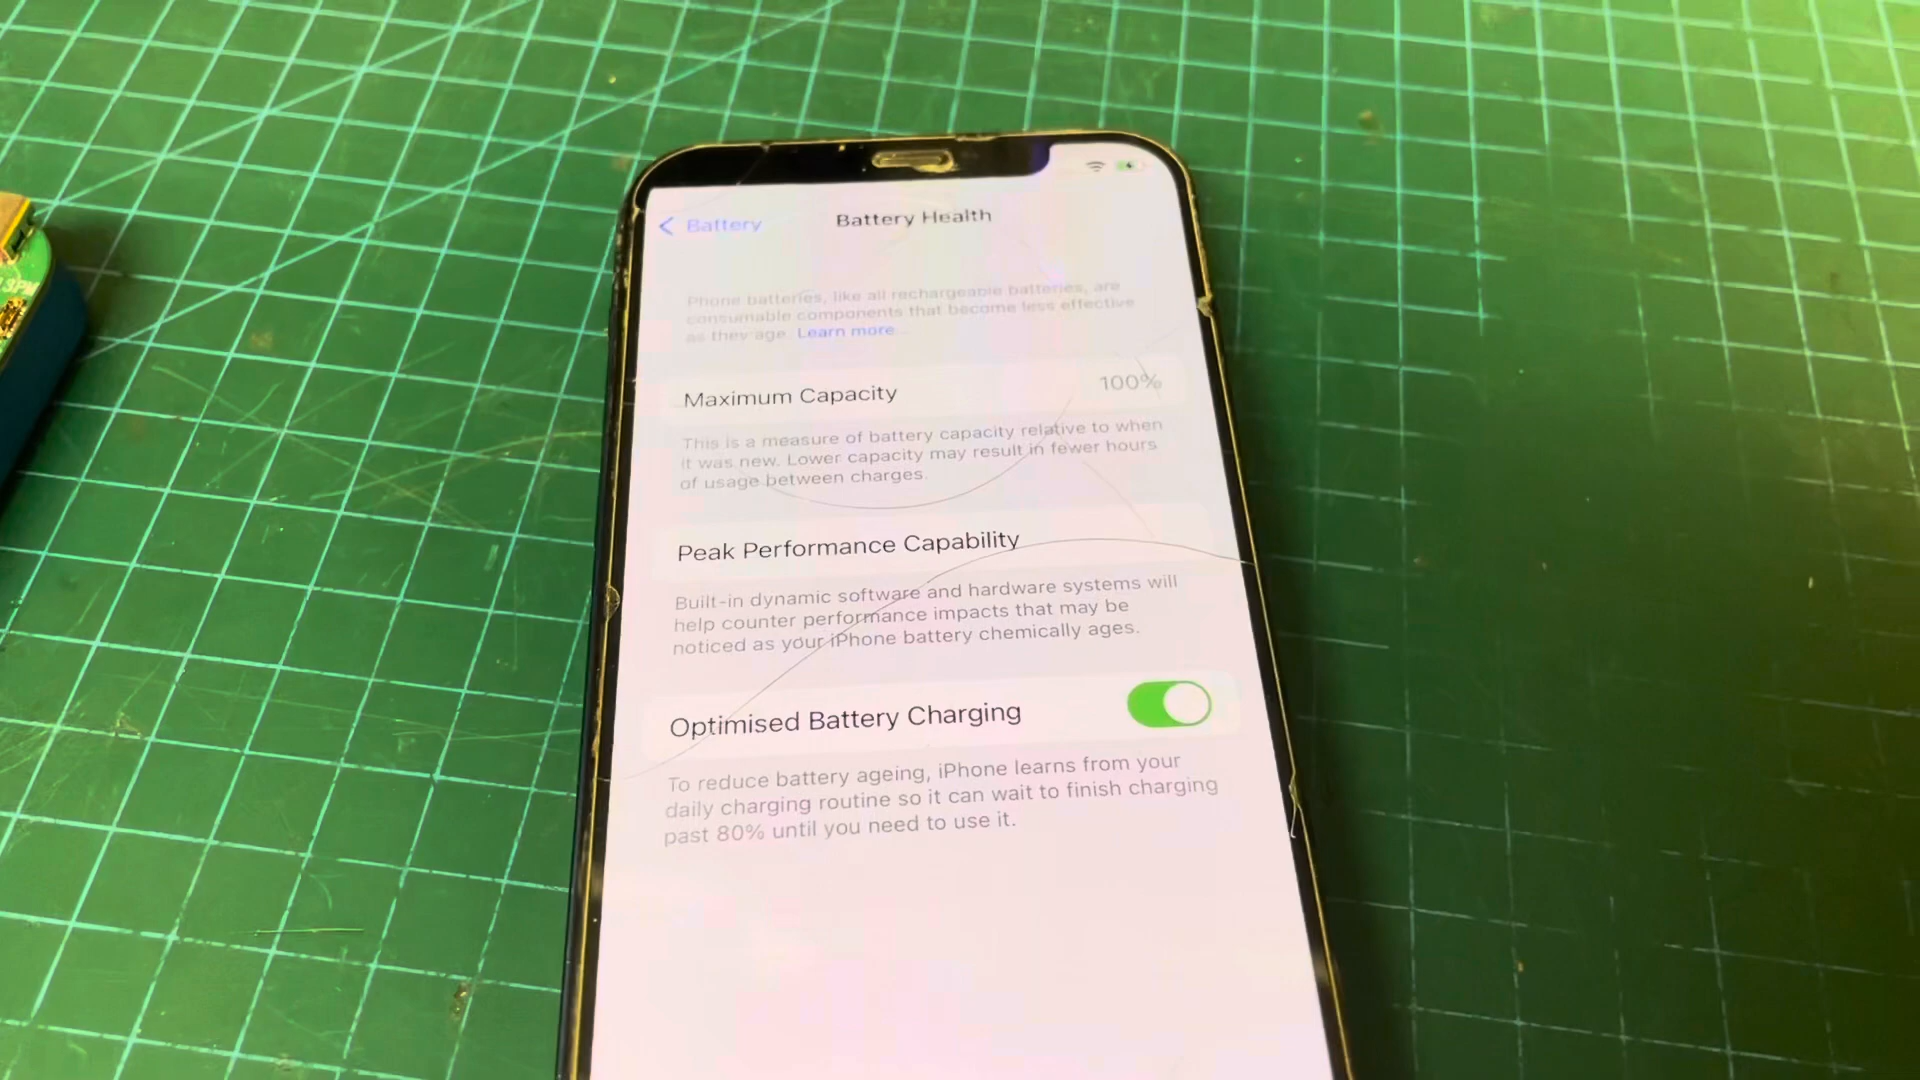 Battery
Battery Health
Phone batteries, like all rechargeable batteries, are
consumable components that become less effective
as they age. Learn more...
Maximum Capacity
100%
This is a measure of battery capacity relative to when
it was new. Lower capacity may result in fewer hours
of usage between charges.
Peak Performance Capability
Built-in dynamic software and hardware systems will
help counter performance impacts that may be
noticed as your iPhone battery chemically ages.
Optimised Battery Charging
To reduce battery ageing, iPhone learns from your
daily charging routine so it can wait to finish charging
past 80% until you need to use it.
13PM